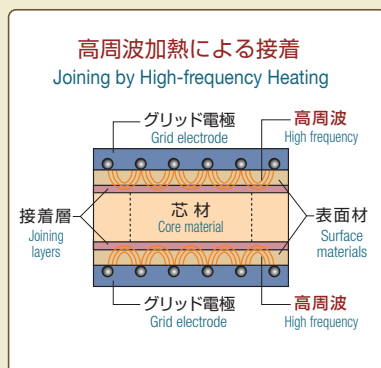 高周波加熱による接着
Joining by High-frequency Heating
グリッド電極
Grid electrode
高周波
High frequency
接着層
Joining
layers
芯材
Core material
表面材
Surface
materials
グリッド電極
Grid electrode
高周波
High frequency